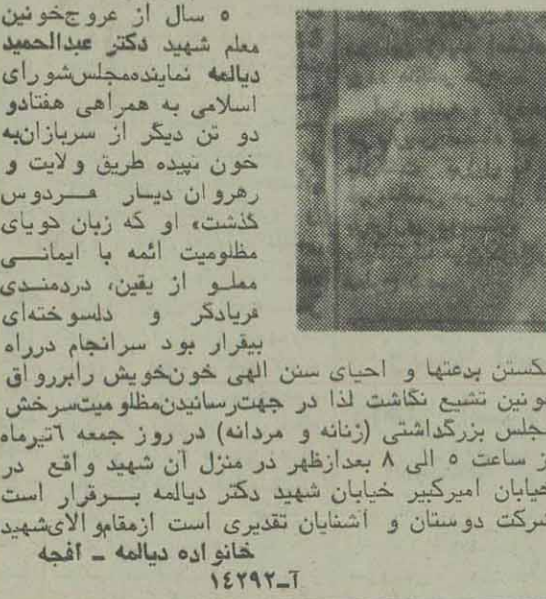 ۵ سال از عروج خونین
معلم شهید دکتر عبدالحمید
دیالمه نماینده مجلس شورای
اسلامی به همراهی هفتادو
دو تن دیگر از سربازان به
خون تپیده طریق ولایت و
رهروان دیار فردوس
گذشت، او که زبان گویای
مظلومیت ائمه با ایمانی
مملو از یقین، دردمندی
فریادگر و دلسوخته‌ای
بیقرار بود سرانجام درراه
شکستن بدعتها و احیای سنن الهی خون‌خویش را بررواق
خونین تشیع نگاشت لذا در جهت‌رسانیدن مظلومیت‌سرخش
مجلس بزرگداشتی (زنانه و مردانه) در روز جمعه ۶تیرماه
از ساعت ۵ الی ۸ بعدازظهر در منزل آن شهید واقع در
خیابان امیرکبیر خیابان شهید دکتر دیالمه برقرار است
شرکت دوستان و آشنایان تقدیری است ازمقام‌والای‌شهید
خانواده دیالمه ـ افجه
آـ۱۴۲۹۲